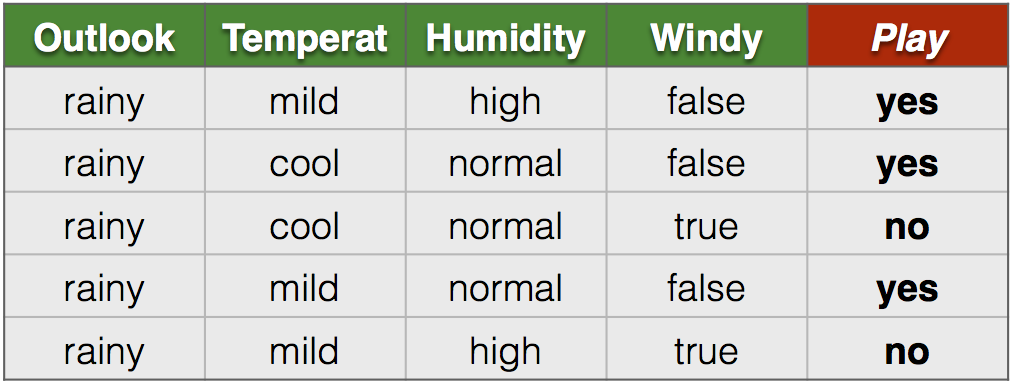 Outlook Temperat Humidity Windy Play
rainy mild high false yes
rainy cool normal false yes
rainy cool normal true no
rainy mild normal false yes
rainy mild high true no